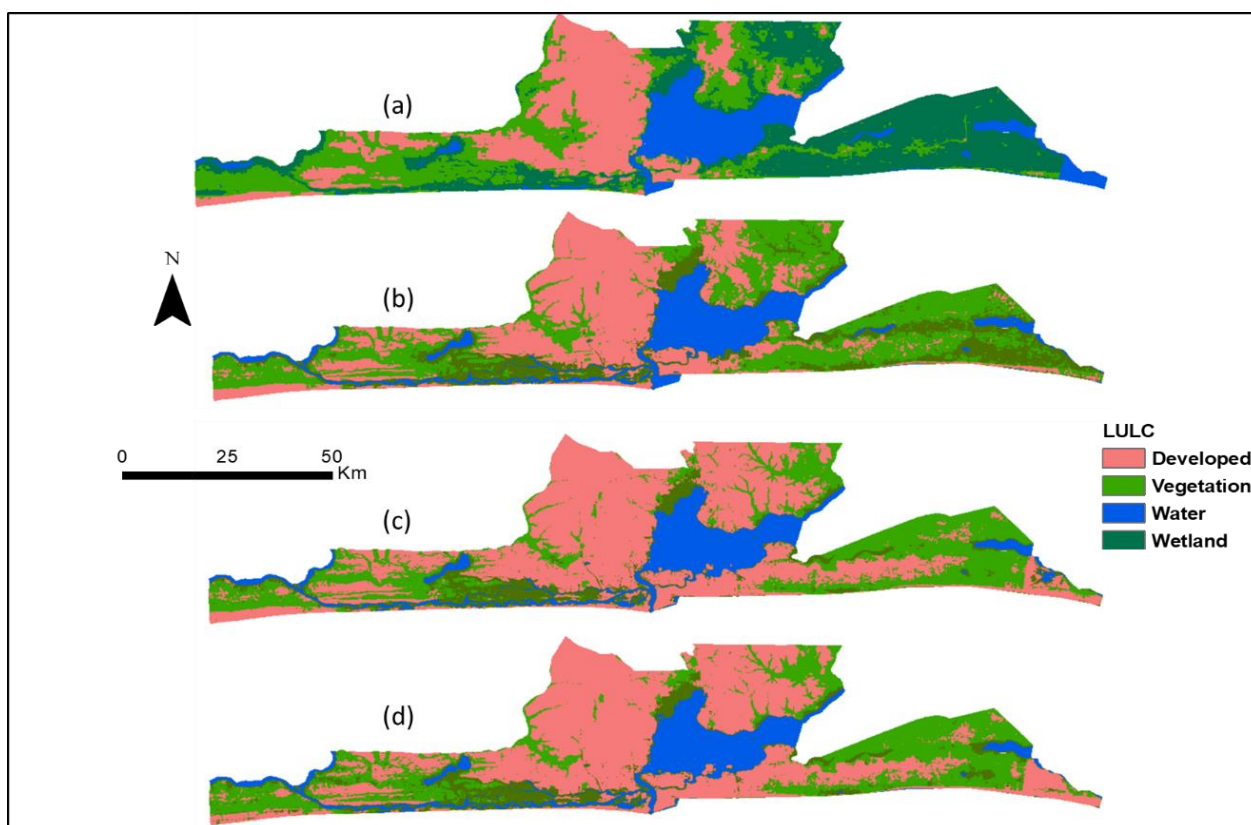 (a)
N
(b)
0 25 50
Km
(c)
(d)
LULC
Developed
Vegetation
Water
Wetland